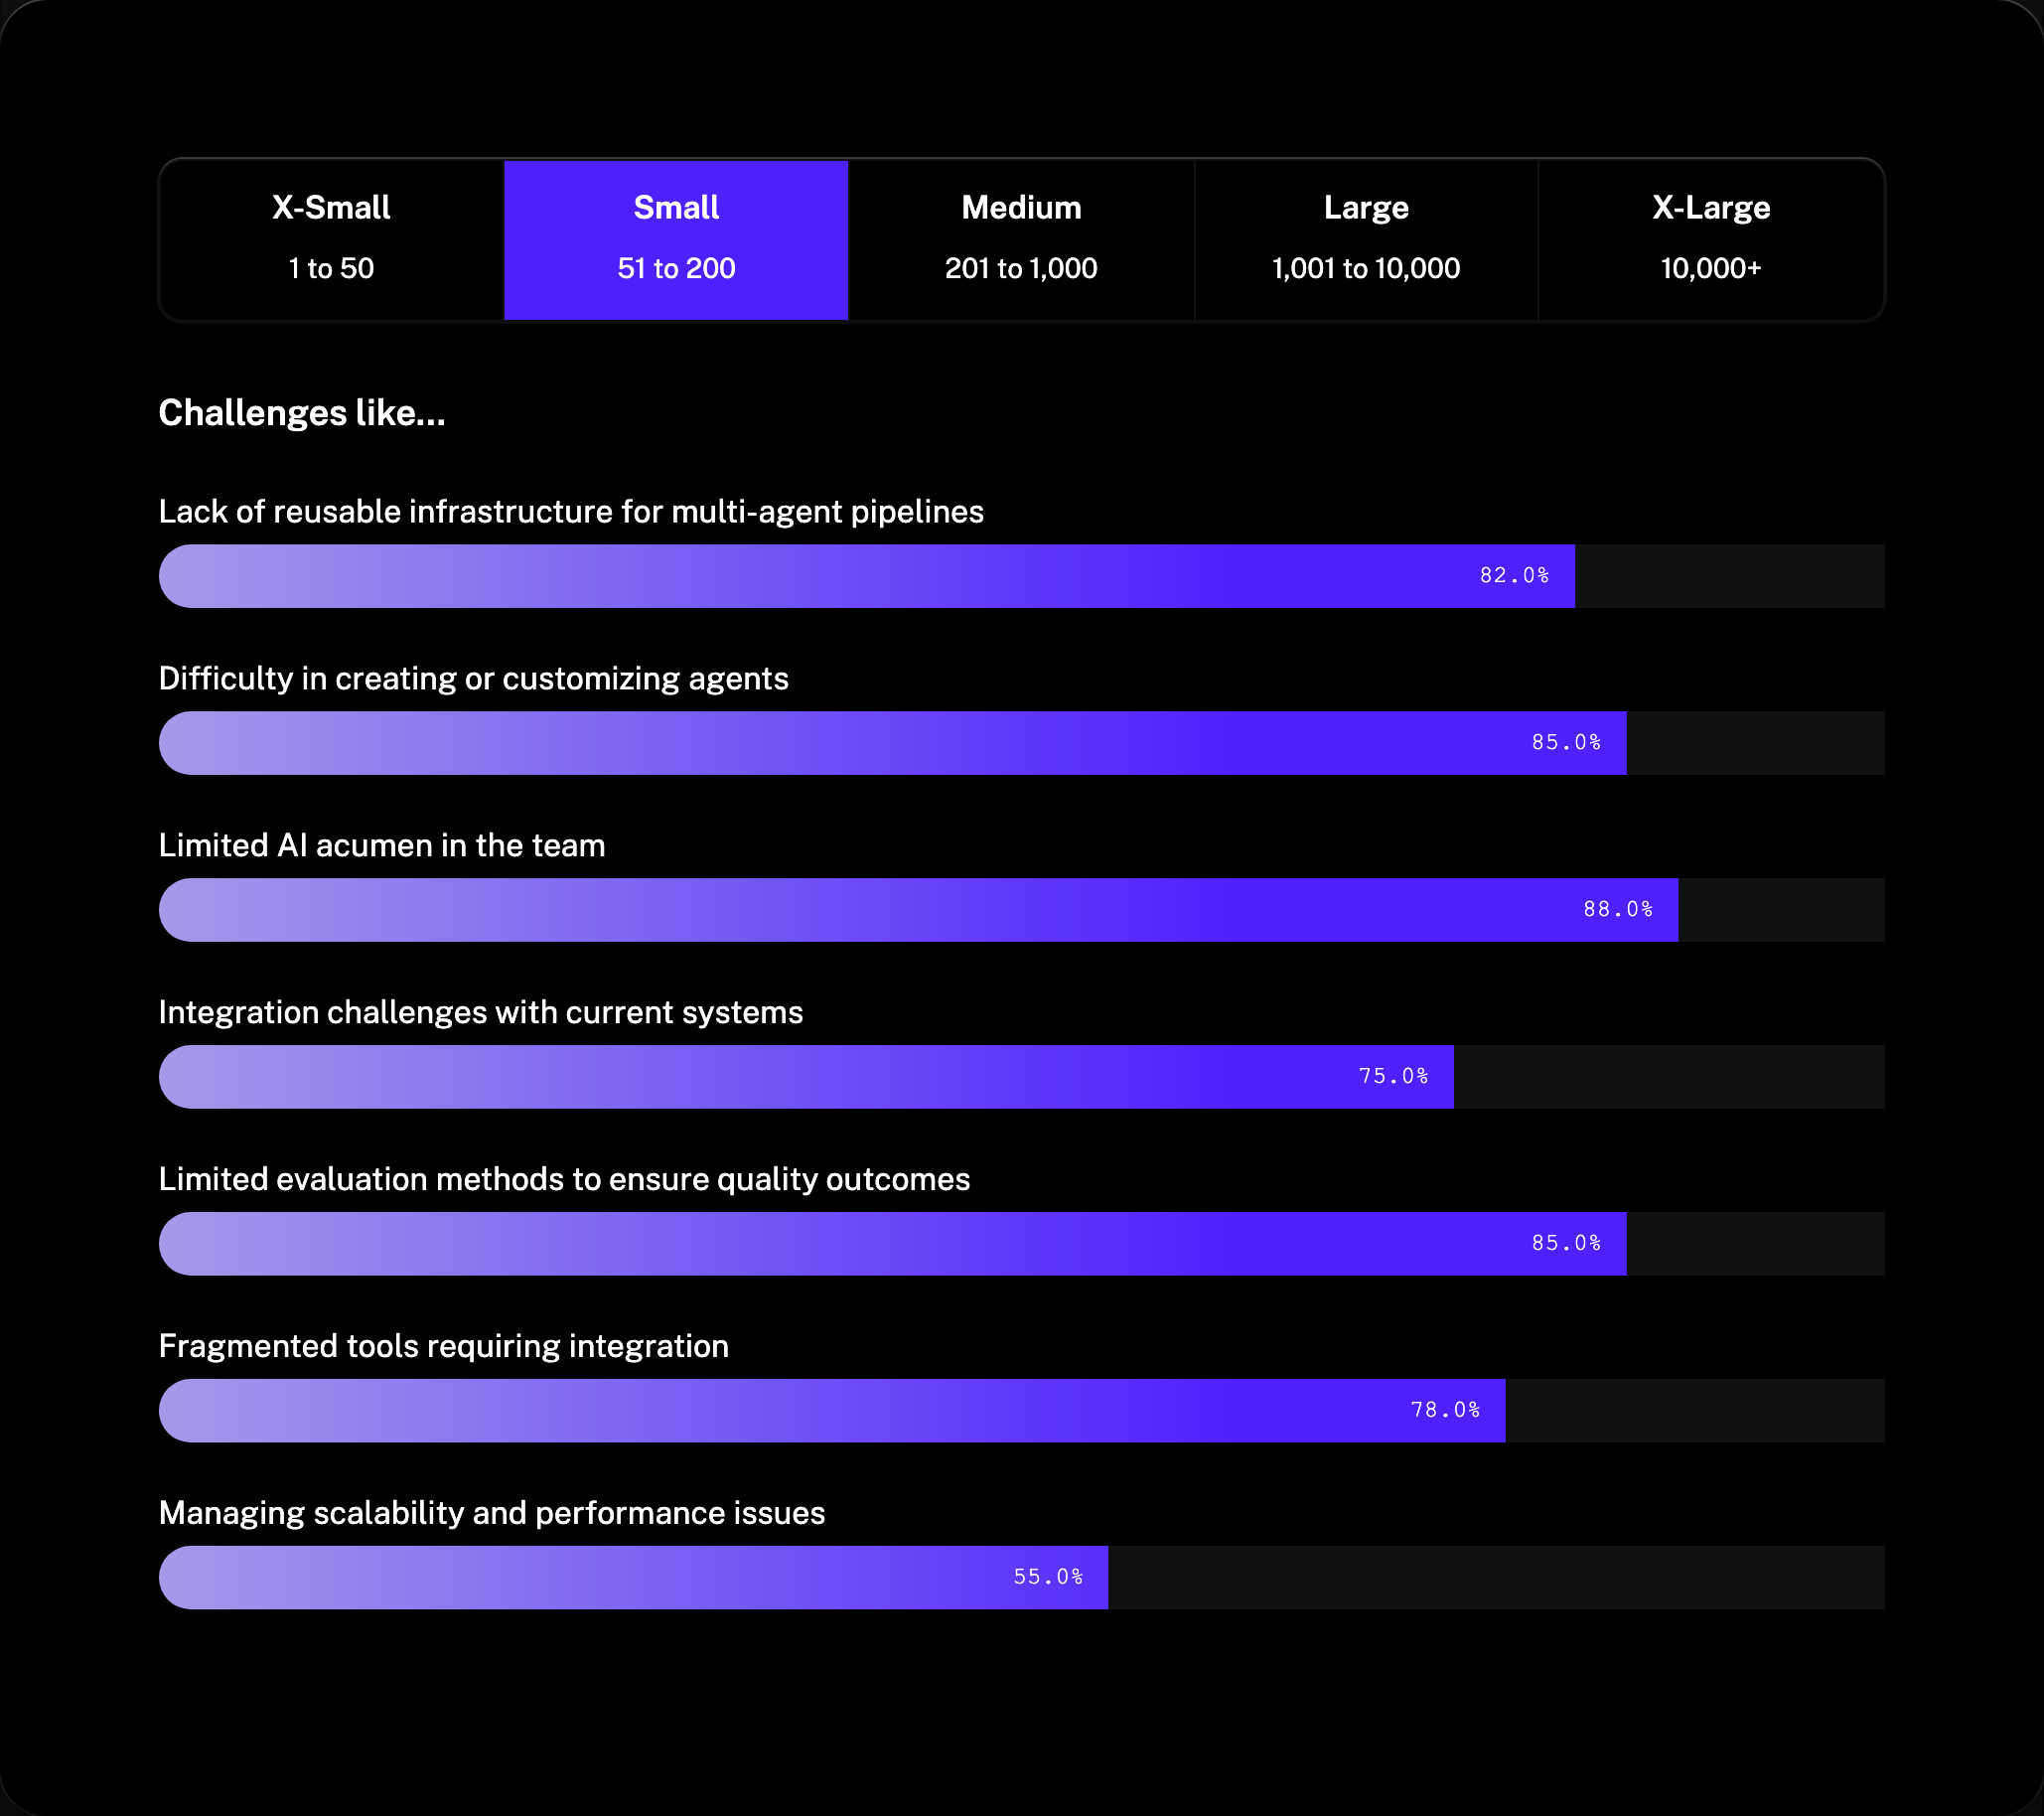 X-Small
1 to 50
Small
51 to 200
Medium
201 to 1,000
Large
1,001 to 10,000
X-Large
10,000+
Challenges like...
Lack of reusable infrastructure for multi-agent pipelines
82.0%
Difficulty in creating or customizing agents
85.0%
Limited AI acumen in the team
88.0%
Integration challenges with current systems
75.0%
Limited evaluation methods to ensure quality outcomes
85.0%
Fragmented tools requiring integration
78.0%
Managing scalability and performance issues
55.0%